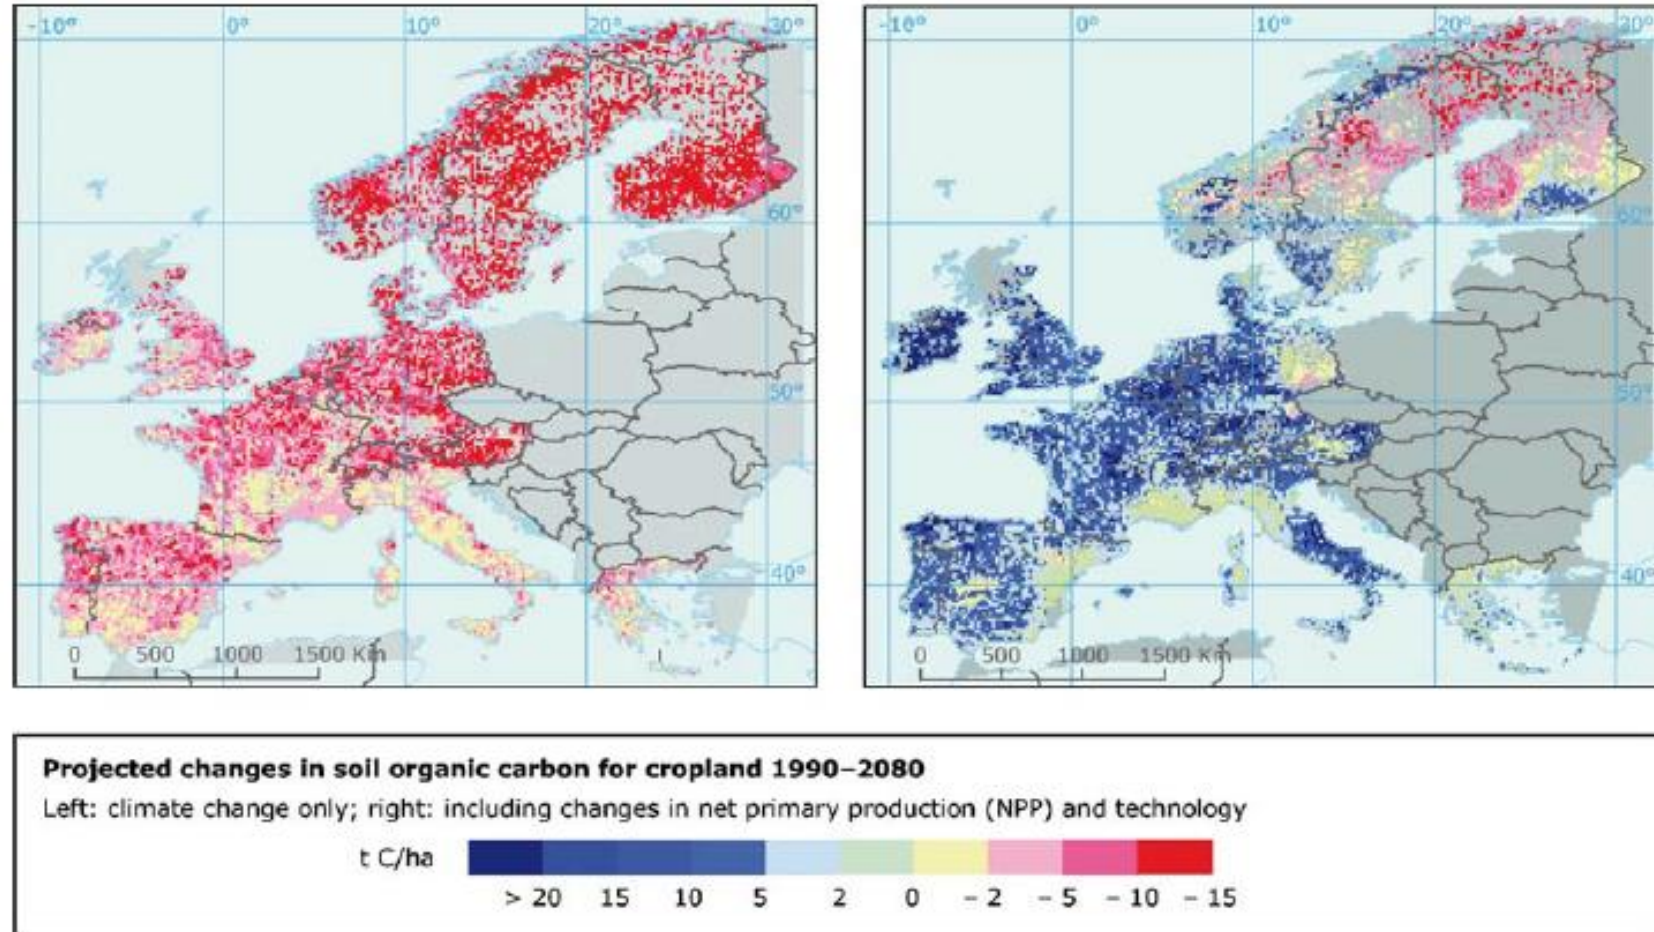 -10° 0° 10° 20° 30°
60°
50°
40°
0 500 1000 1500 Km
-10° 0° 10° 20° 30°
60°
50°
40°
0 500 1000 1500 Km
Projected changes in soil organic carbon for cropland 1990–2080
Left: climate change only; right: including changes in net primary production (NPP) and technology
t C/ha
> 20 15 10 5 2 0 – 2 – 5 – 10 – 15